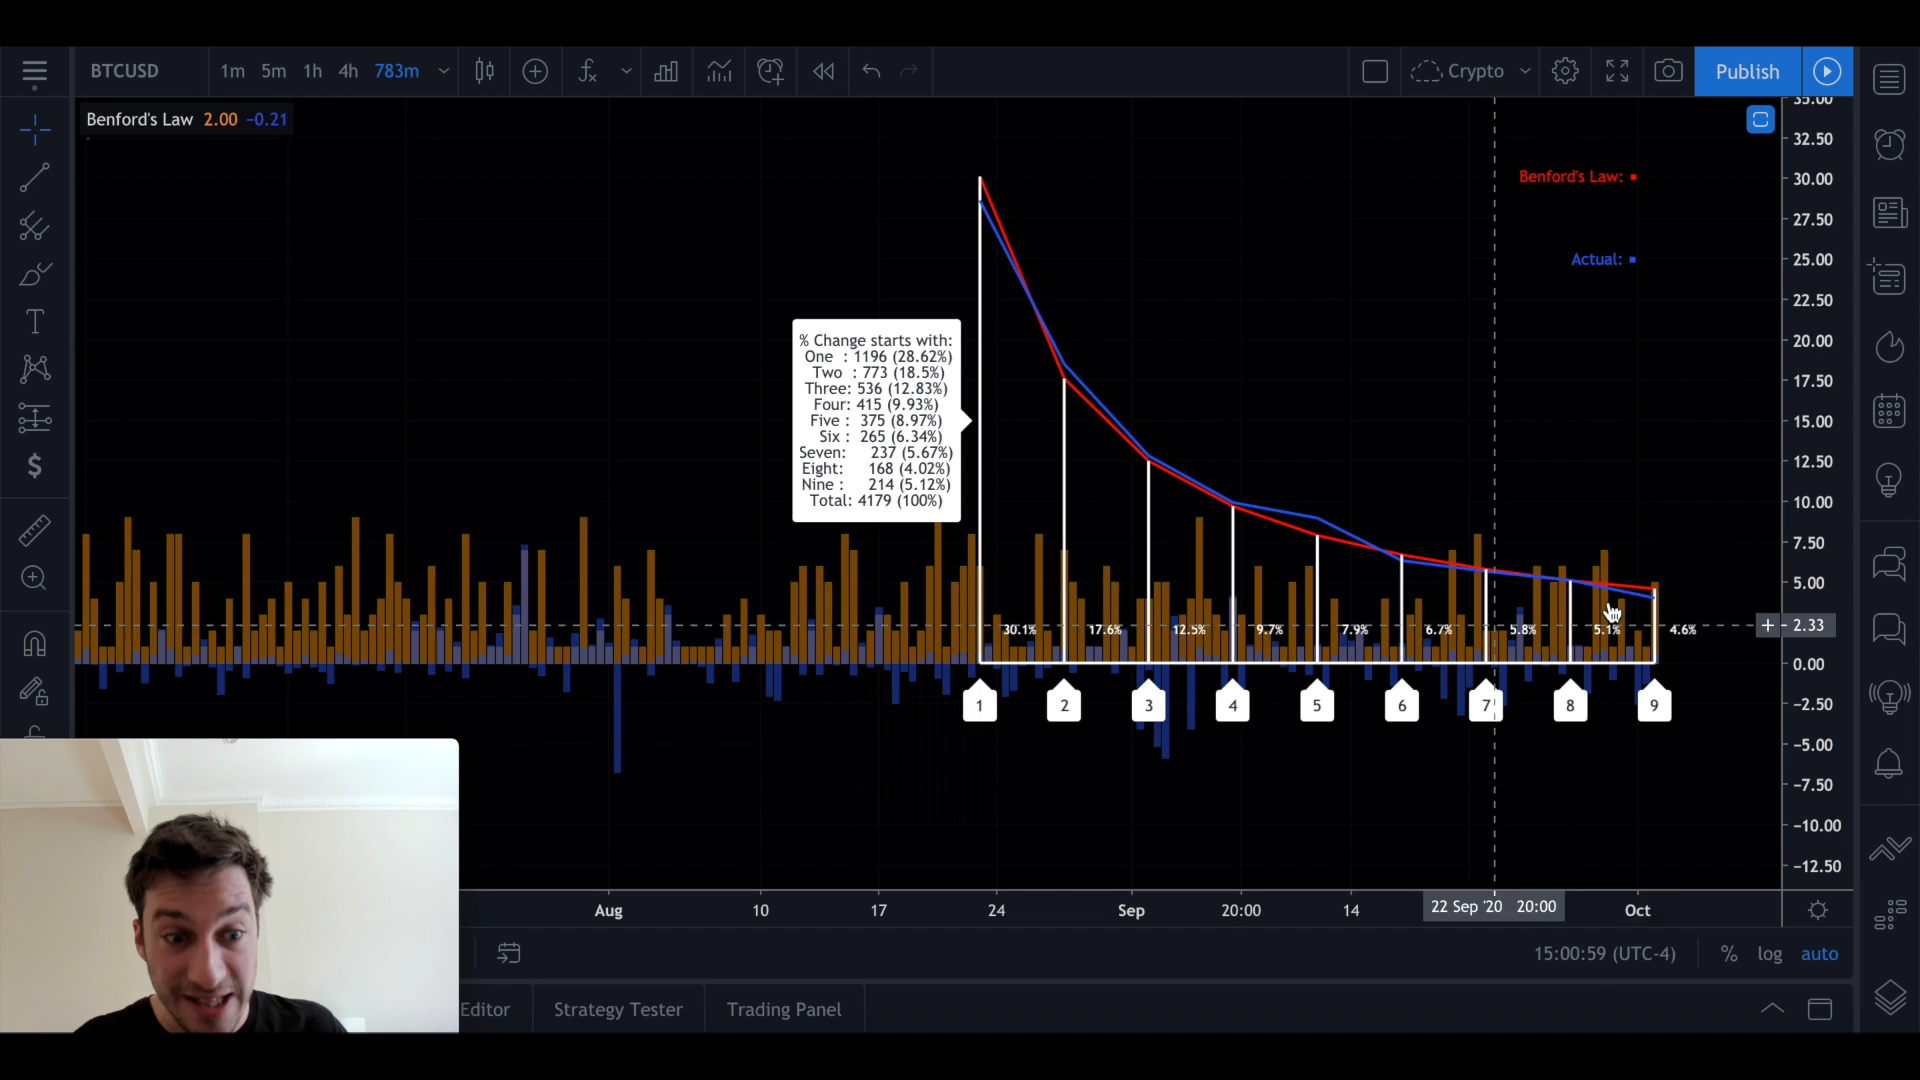 BTCUSD
1m 5m 1h 4h 783m
Crypto
Publish
Benford's Law 2.00 −0.21
35.00
32.50
30.00
27.50
25.00
22.50
20.00
17.50
15.00
12.50
10.00
7.50
5.00
2.33
0.00
−2.50
−5.00
−7.50
−10.00
−12.50
Benford's Law:
Actual:
% Change starts with:
One : 1196 (28.62%)
Two : 773 (18.5%)
Three: 536 (12.83%)
Four: 415 (9.93%)
Five : 375 (8.97%)
Six : 265 (6.34%)
Seven: 237 (5.67%)
Eight: 168 (4.02%)
Nine : 214 (5.12%)
Total: 4179 (100%)
30.1% 17.6% 12.5% 9.7% 7.9% 6.7% 5.8% 5.1% 4.6%
1 2 3 4 5 6 7 8 9
Aug 10 17 24 Sep 20:00 14 22 Sep '20 20:00 Oct
15:00:59 (UTC-4) % log auto
Editor Strategy Tester Trading Panel